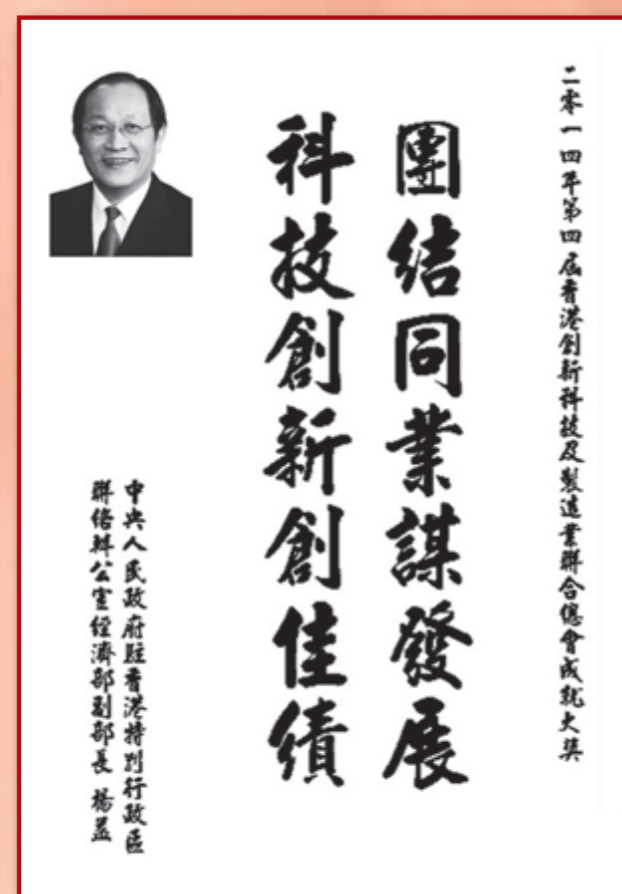 二零一四年第四屆香港創新科技及製造業聯合總會成就大獎
團結同業謀發展
科技創新創佳績
中央人民政府駐香港特別行政區
聯絡辦公室經濟部副部長 楊益